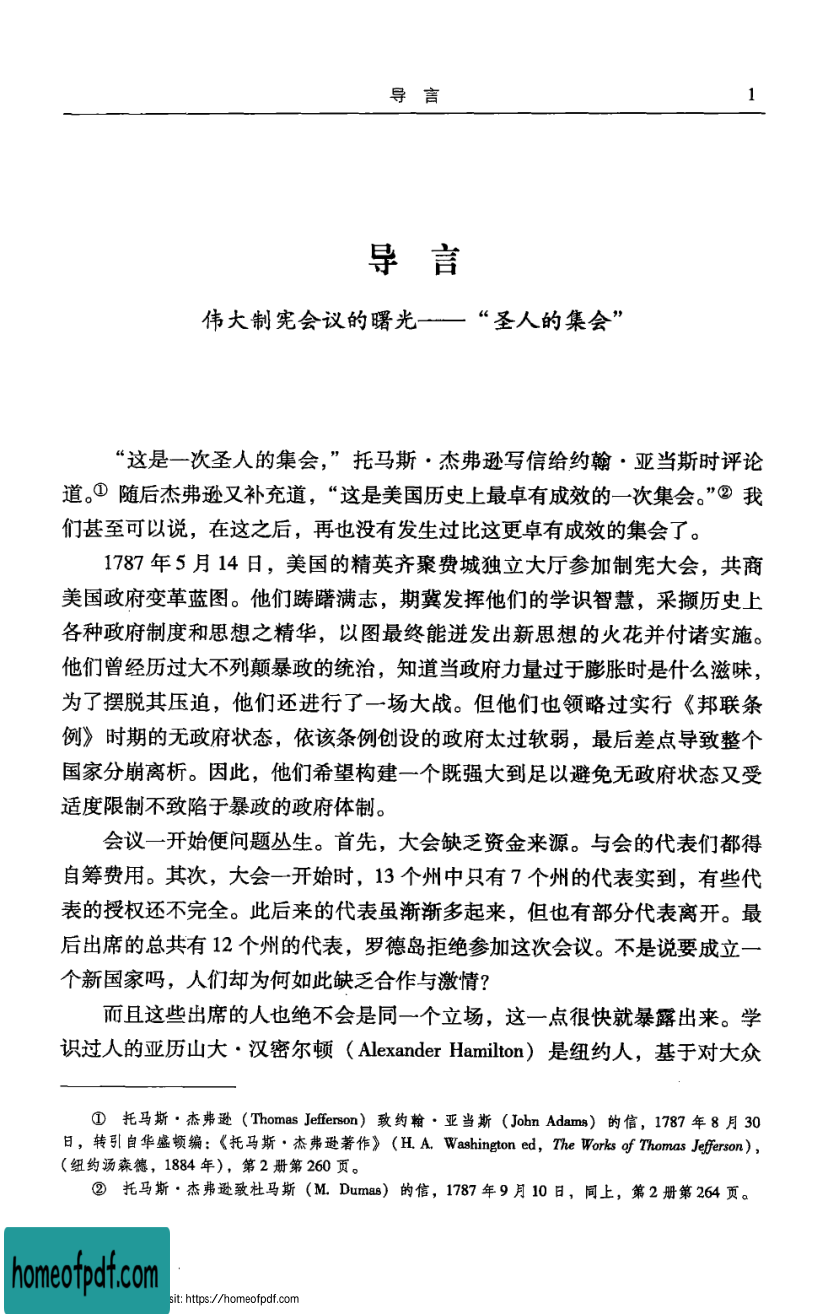 导 言 1
导 言
伟大制宪会议的曙光——“圣人的集会”
“这是一次圣人的集会，”托马斯·杰弗逊写信给约翰·亚当斯时评论
道。① 随后杰弗逊又补充道，“这是美国历史上最卓有成效的一次集会。”② 我
们甚至可以说，在这之后，再也没有发生过比这更卓有成效的集会了。
1787 年 5 月 14 日，美国的精英齐聚费城独立大厅参加制宪大会，共商
美国政府变革蓝图。他们踌躇满志，期冀发挥他们的学识智慧，采撷历史上
各种政府制度和思想之精华，以图最终能迸发出新思想的火花并付诸实施。
他们曾经历过大不列颠暴政的统治，知道当政府力量过于膨胀时是什么滋味，
为了摆脱其压迫，他们还进行了一场大战。但他们也领略过实行《邦联条
例》时期的无政府状态，依该条例创设的政府太过软弱，最后差点导致整个
国家分崩离析。因此，他们希望构建一个既强大到足以避免无政府状态又受
适度限制不致陷于暴政的政府体制。
会议一开始便问题丛生。首先，大会缺乏资金来源。与会的代表们都得
自筹费用。其次，大会一开始时，13 个州中只有 7 个州的代表实到，有些代
表的授权还不完全。此后来的代表虽渐渐多起来，但也有部分代表离开。最
后出席的总共有 12 个州的代表，罗德岛拒绝参加这次会议。不是说要成立一
个新国家吗，人们却为何如此缺乏合作与激情？
而且这些出席的人也绝不会是同一个立场，这一点很快就暴露出来。学
识过人的亚历山大·汉密尔顿（Alexander Hamilton）是纽约人，基于对大众
① 托马斯·杰弗逊（Thomas Jefferson）致约翰·亚当斯（John Adams）的信，1787 年 8 月 30
日，转引自华盛顿编：《托马斯·杰弗逊著作》（H. A. Washington ed, The Works of Thomas Jefferson），
（纽约汤森德，1884 年），第 2 册第 260 页。
② 托马斯·杰弗逊致杜马斯（M. Dumas）的信，1787 年 9 月 10 日，同上，第 2 册第 264 页。
homeofpdf.com
sit: https://homeofpdf.com